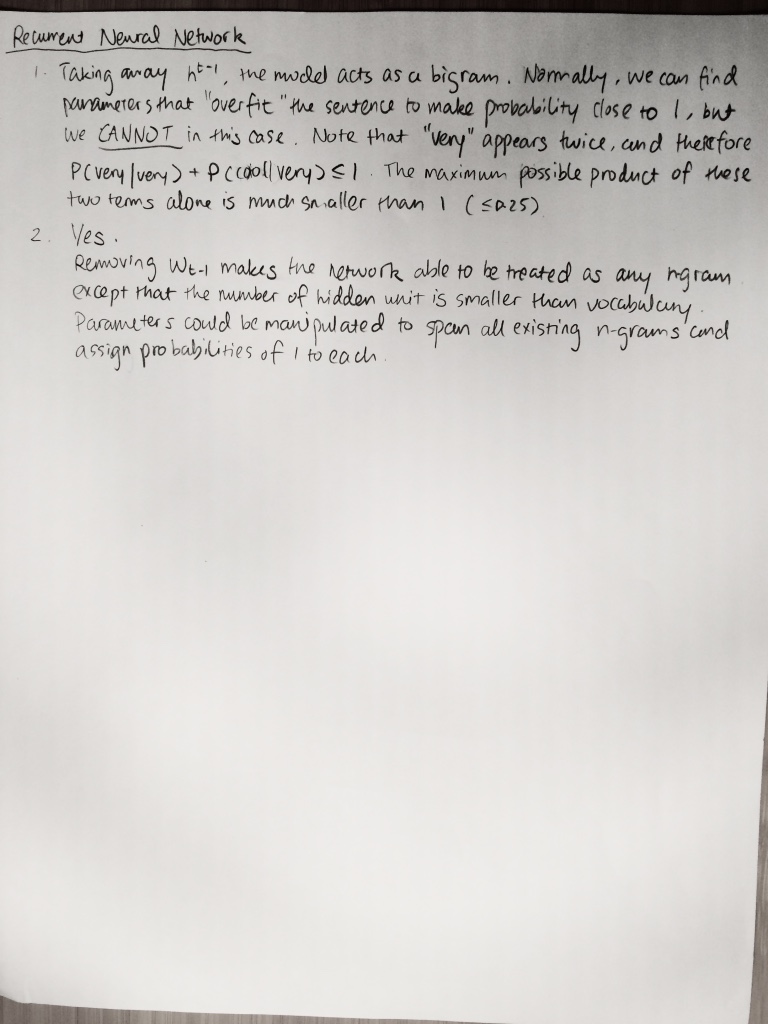 Recurrent Neural Network
1. Taking away h^{t-1}, the model acts as a bigram. Normally, we can find
parameters that "overfit" the sentence to make probability close to 1, but
we CANNOT in this case. Note that "very" appears twice, and therefore
P(very|very) + P(cool|very) ≤ 1. The maximum possible product of these
two terms alone is much smaller than 1 (≤0.25)
2. Yes.
Removing W_{t-1} makes the network able to be treated as any ngram
except that the number of hidden unit is smaller than vocabulary.
Parameters could be manipulated to span all existing n-grams and
assign probabilities of 1 to each.